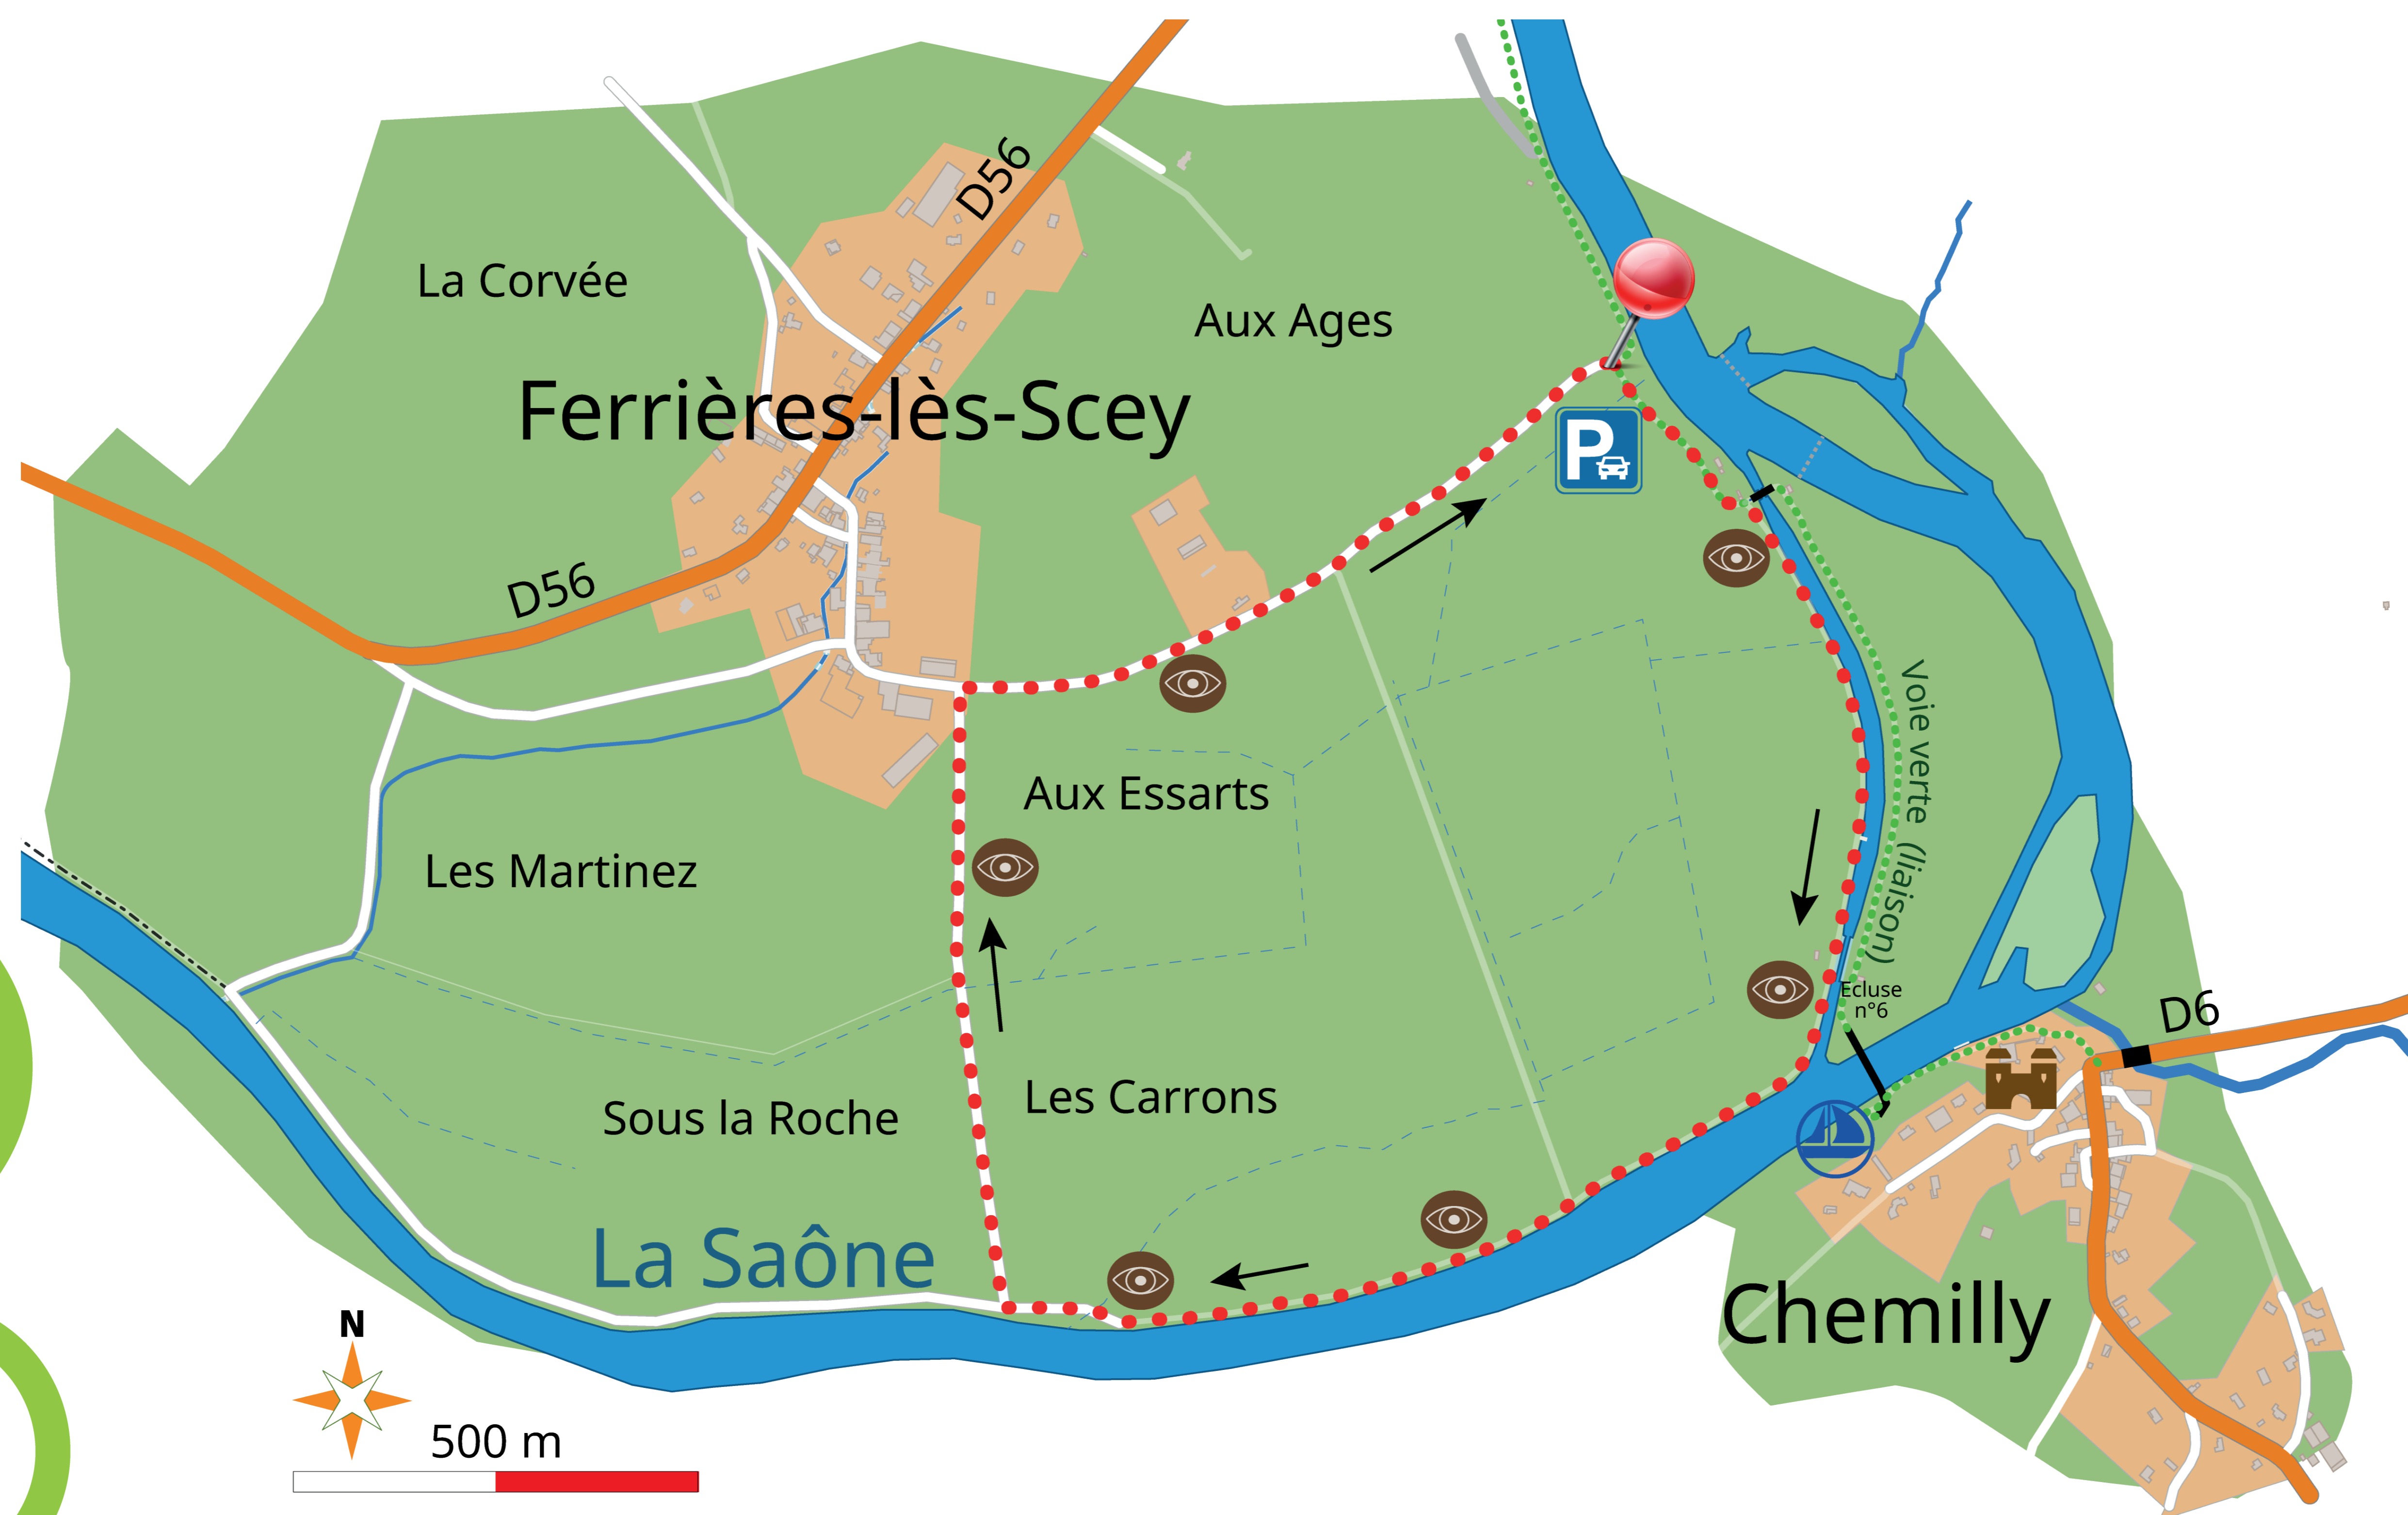 D56
La Corvée
Aux Ages
Ferrières-lès-Scey
P
D56
Voie verte (liaison)
Aux Essarts
Les Martinez
Ecluse
n°6
D6
Les Carrons
Sous la Roche
La Saône
Chemilly
N
500 m